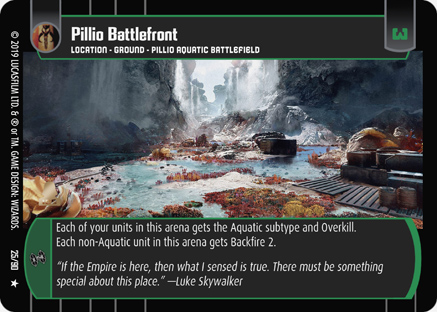 Pillio Battlefront
LOCATION - GROUND - PILLIO AQUATIC BATTLEFIELD
Each of your units in this arena gets the Aquatic subtype and Overkill.
Each non-Aquatic unit in this arena gets Backfire 2.
"If the Empire is here, then what I sensed is true. There must be something
special about this place." —Luke Skywalker
© 2019 LUCASFILM LTD. & ® or TM. GAME DESIGN: WIZARDS.
25/90